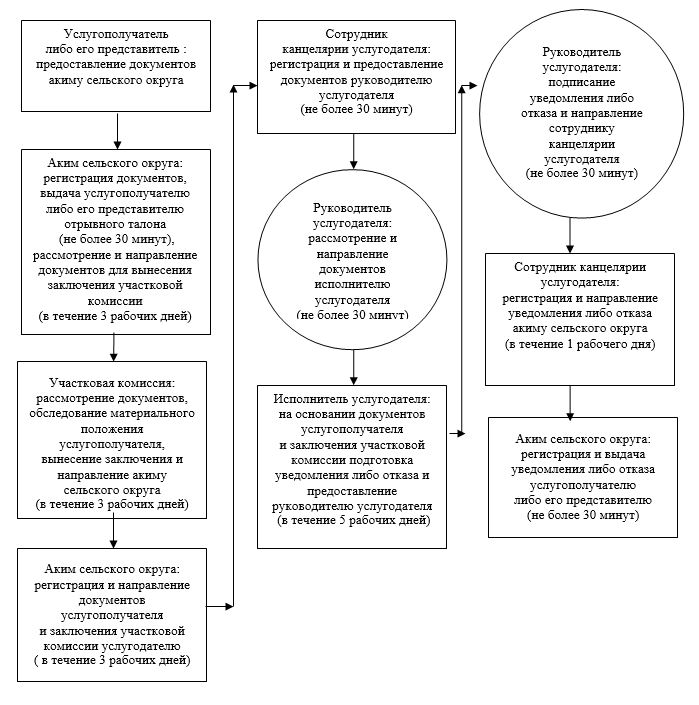 Услугополучатель
либо его представитель :
предоставление документов
акиму сельского округа
Аким сельского округа:
регистрация документов,
выдача услугополучателю
либо его представителю
отрывного талона
(не более 30 минут),
рассмотрение и направление
документов для вынесения
заключения участковой
комиссии
(в течение 3 рабочих дней)
Участковая комиссия:
рассмотрение документов,
обследование материального
положения
услугополучателя,
вынесение заключения и
направление акиму
сельского округа
(в течение 3 рабочих дней)
Аким сельского округа:
регистрация и направление
документов
услугополучателя
и заключения участковой
комиссии услугодателю
( в течение 3 рабочих дней)
Сотрудник
канцелярии услугодателя:
регистрация и предоставление
документов руководителю
услугодателя
(не более 30 минут)
Руководитель
услугодателя:
рассмотрение и
направление
документов
исполнителю
услугодателя
(не более 30 минут)
Исполнитель услугодателя:
на основании документов
услугополучателя
и заключения участковой
комиссии подготовка
уведомления либо отказа и
предоставление
руководителю услугодателя
(в течение 5 рабочих дней)
Руководитель
услугодателя:
подписание
уведомления либо
отказа и направление
сотруднику
канцелярии
услугодателя
(не более 30 минут)
Сотрудник канцелярии
услугодателя:
регистрация и направление
уведомления либо отказа
акиму сельского округа
(в течение 1 рабочего дня)
Аким сельского округа:
регистрация и выдача
уведомления либо отказа
услугополучателю
либо его представителю
(не более 30 минут)